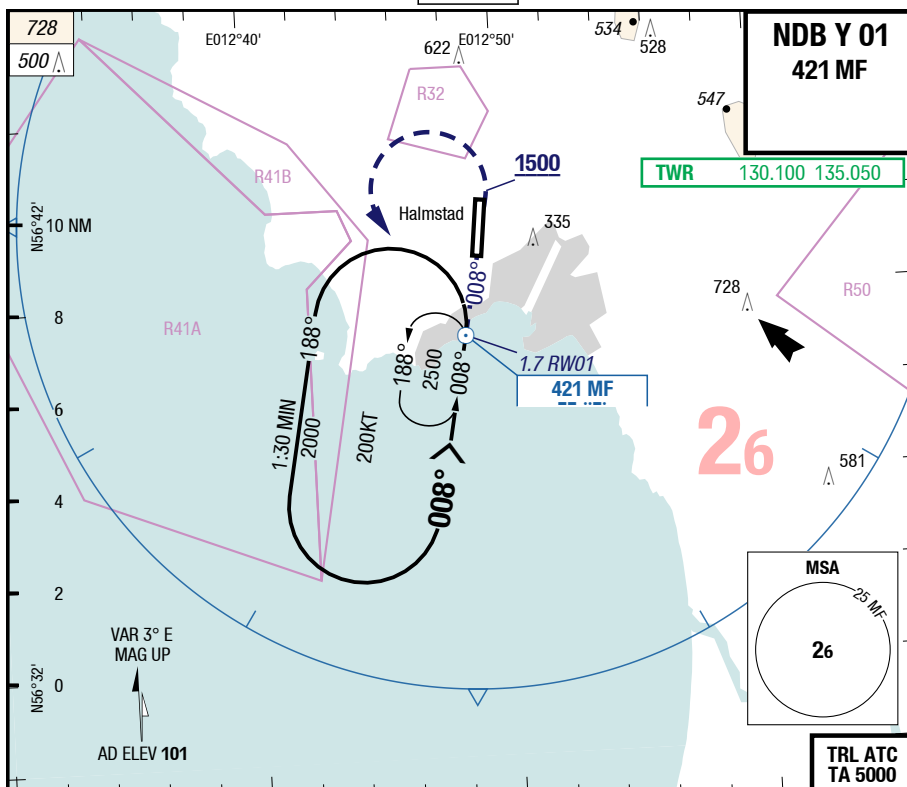 728
500
E012°40'
622
E012°50'
534
528
NDB Y 01
421 MF
547
R32
TWR 130.100 135.050
R41B
1500
N56°42'
10 NM
Halmstad
335
008°
R50
728
8
R41A
188°
188°
2500
008°
1.7 RW01
421 MF
6
1:30 MIN
2000
200KT
26
581
008°
4
MSA
25 MF
26
2
VAR 3° E
MAG UP
N56°32'
0
AD ELEV 101
TRL ATC
TA 5000